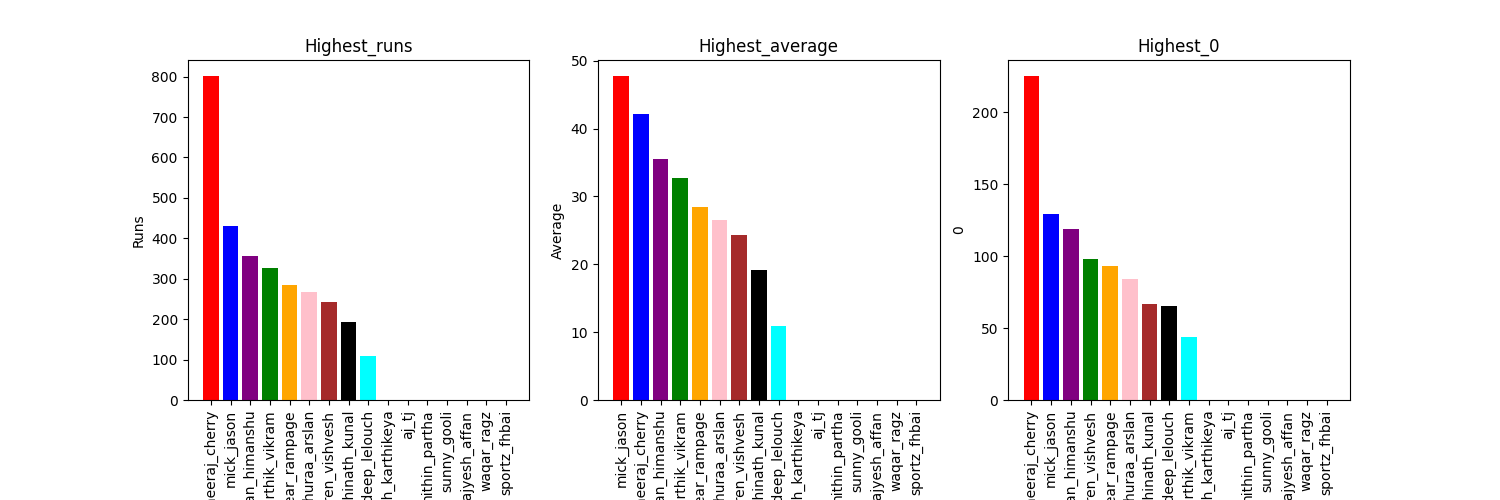 Highest_runs
Runs
800
700
600
500
400
300
200
100
0
eeraj_cherry
mick_jason
an_himanshu
rthik_vikram
ear_rampage
huraa_arslan
ren_vishvesh
hinath_kunal
deep_lelouch
h_karthikeya
aj_tj
nithin_partha
sunny_gooli
ajyesh_affan
waqar_ragz
sportz_fhbai
Highest_average
Average
50
40
30
20
10
0
mick_jason
eeraj_cherry
an_himanshu
rthik_vikram
ear_rampage
huraa_arslan
ren_vishvesh
hinath_kunal
deep_lelouch
h_karthikeya
aj_tj
nithin_partha
sunny_gooli
ajyesh_affan
waqar_ragz
sportz_fhbai
Highest_0
0
200
150
100
50
0
eeraj_cherry
mick_jason
an_himanshu
ren_vishvesh
ear_rampage
huraa_arslan
hinath_kunal
deep_lelouch
rthik_vikram
h_karthikeya
aj_tj
nithin_partha
sunny_gooli
ajyesh_affan
waqar_ragz
sportz_fhbai